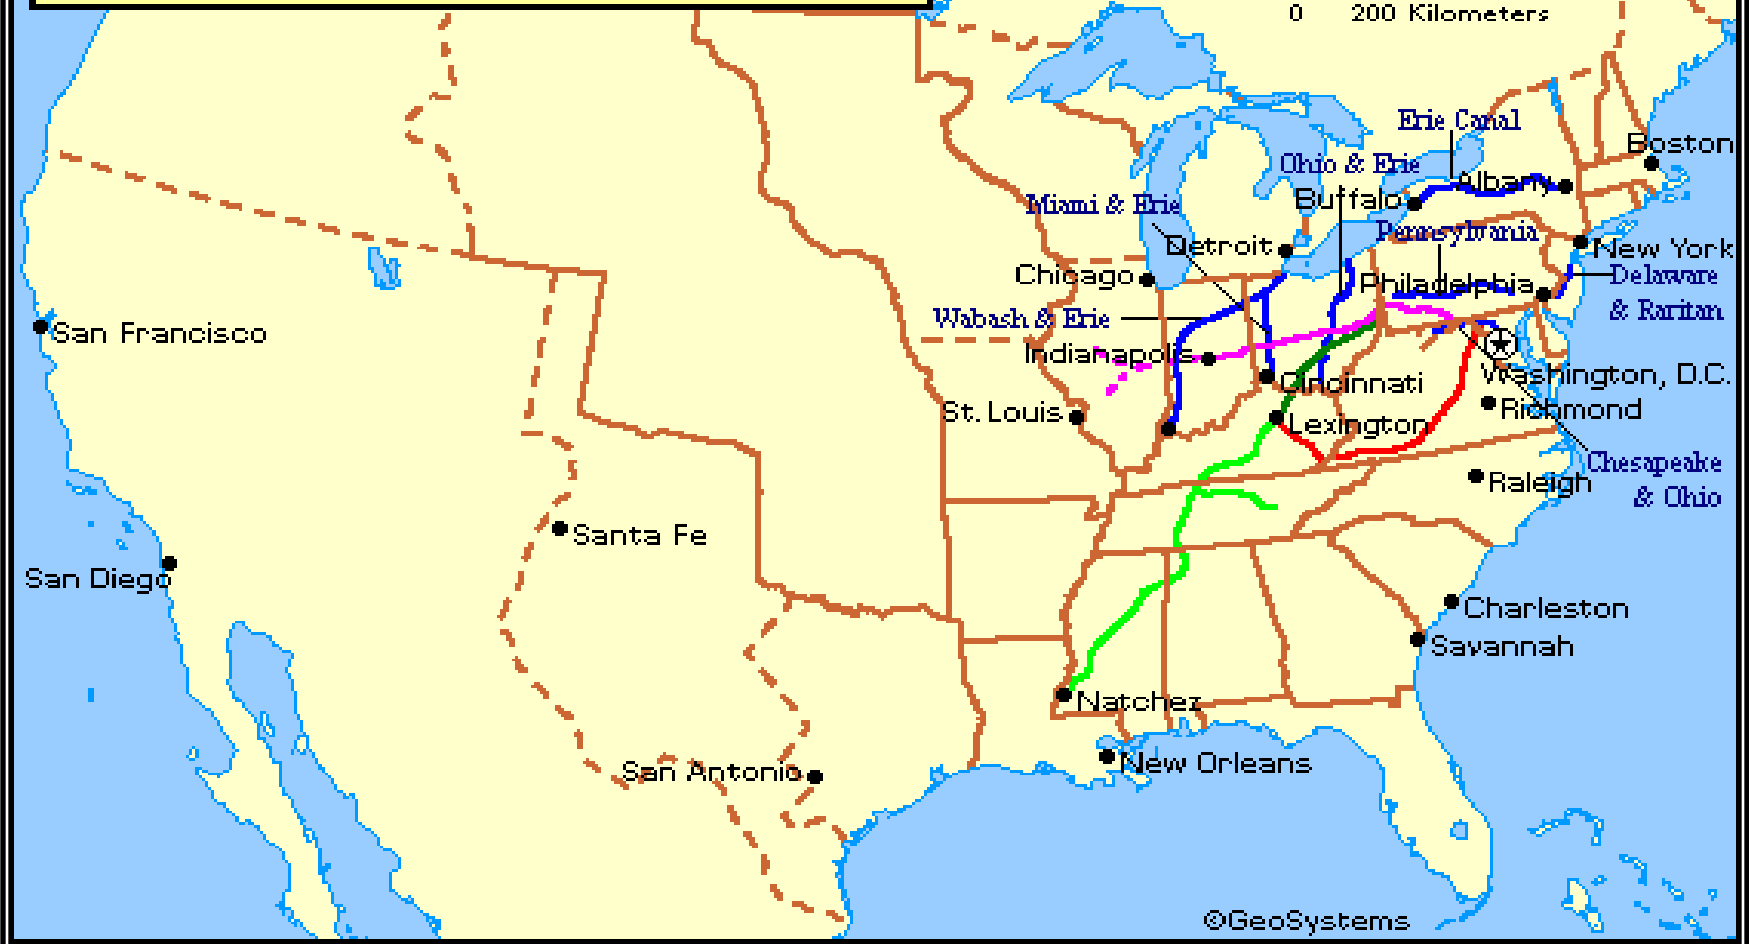 0 200 Kilometers
Erie Canal
Boston
Ohio & Erie
Albany
Buffalo
Miami & Erie
Pennsylvania
Detroit
New York
Chicago
Philadelphia
Delaware
& Raritan
Wabash & Erie
San Francisco
Indianapolis
Washington, D.C.
Cincinnati
St. Louis
Richmond
Lexington
Chesapeake
& Ohio
Raleigh
Santa Fe
San Diego
Charleston
Savannah
Natchez
New Orleans
San Antonio
©GeoSystems